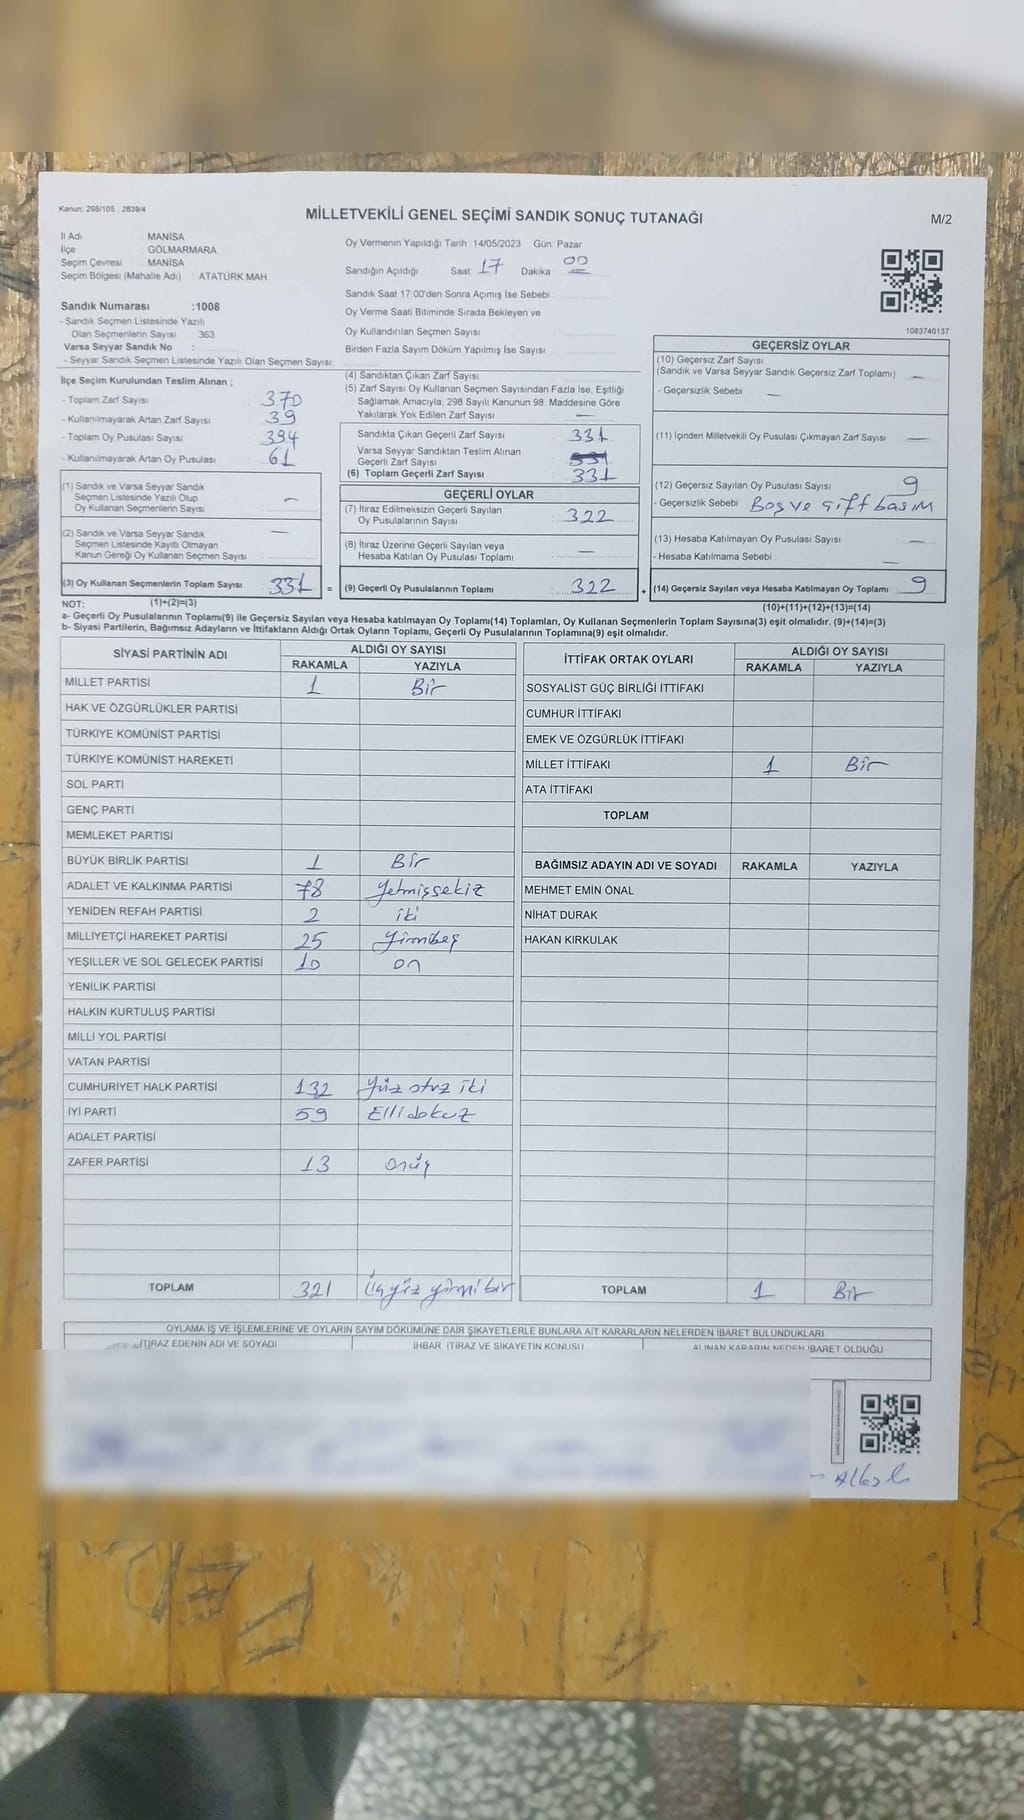 Kanun: 298/105 , 2839/4
MİLLETVEKİLİ GENEL SEÇİMİ SANDIK SONUÇ TUTANAĞI
M/2
İl Adı MANİSA
İlçe GÖLMARMARA
Seçim Çevresi MANİSA
Seçim Bölgesi (Mahalle Adı) : ATATÜRK MAH.
Sandık Numarası :1008
- Sandık Seçmen Listesinde Yazılı
Olan Seçmenlerin Sayısı : 363
Varsa Seyyar Sandık No :
- Seyyar Sandık Seçmen Listesinde Yazılı Olan Seçmen Sayısı:
Oy Vermenin Yapıldığı Tarih :14/05/2023 Gün: Pazar
Sandığın Açıldığı Saat: 17 Dakika : 00
Sandık Saat 17:00'den Sonra Açımış İse Sebebi :
Oy Verme Saati Bitiminde Sırada Bekleyen ve
Oy Kullandırılan Seçmen Sayısı
Birden Fazla Sayım Döküm Yapılmış İse Sayısı
1083740137
İlçe Seçim Kurulundan Teslim Alınan ;
- Toplam Zarf Sayısı : 370
- Kullanılmayarak Artan Zarf Sayısı : 39
- Toplam Oy Pusulası Sayısı : 394
- Kullanılmayarak Artan Oy Pusulası : 61
(1) Sandık ve Varsa Seyyar Sandık
Seçmen Listesinde Yazılı Olup
Oy Kullanan Seçmenlerin Sayısı : —
(2) Sandık ve Varsa Seyyar Sandık
Seçmen Listesinde Kayıtlı Olmayan
Kanun Gereği Oy Kullanan Seçmen Sayısı : —
(3) Oy Kullanan Seçmenlerin Toplam Sayısı 331 =
(1)+(2)=(3)
(4) Sandıktan Çıkan Zarf Sayısı
(5) Zarf Sayısı Oy Kullanan Seçmen Sayısından Fazla İse, Eşitliği
Sağlamak Amacıyla; 298 Sayılı Kanunun 98. Maddesine Göre
Yakılarak Yok Edilen Zarf Sayısı —
Sandıkta Çıkan Geçerli Zarf Sayısı 331
Varsa Seyyar Sandıktan Teslim Alınan
Geçerli Zarf Sayısı
(6) Toplam Geçerli Zarf Sayısı 331
GEÇERLİ OYLAR
(7) İtiraz Edilmeksizin Geçerli Sayılan
Oy Pusulalarının Sayısı : 322
(8) İtiraz Üzerine Geçerli Sayılan veya
Hesaba Katılan Oy Pusulası Toplamı : —
(9) Geçerli Oy Pusulalarının Toplamı 322 +
GEÇERSİZ OYLAR
(10) Geçersiz Zarf Sayısı
(Sandık ve Varsa Seyyar Sandık Geçersiz Zarf Toplamı) —
- Geçersizlik Sebebi : —
(11) İçinden Milletvekili Oy Pusulası Çıkmayan Zarf Sayısı —
(12) Geçersiz Sayılan Oy Pusulası Sayısı 9
- Geçersizlik Sebebi : Boş ve çift basım
(13) Hesaba Katılmayan Oy Pusulası Sayısı : —
- Hesaba Katılmama Sebebi : —
(14) Geçersiz Sayılan veya Hesaba Katılmayan Oy Toplamı 9
(10)+(11)+(12)+(13)=(14)
NOT:
a- Geçerli Oy Pusulalarının Toplamı(9) ile Geçersiz Sayılan veya Hesaba katılmayan Oy Toplamı(14) Toplamları, Oy Kullanan Seçmenlerin Toplam Sayısına(3) eşit olmalıdır. (9)+(14)=(3)
b- Siyasi Partilerin, Bağımsız Adayların ve İttifakların Aldığı Ortak Oyların Toplamı, Geçerli Oy Pusulalarının Toplamına(9) eşit olmalıdır.
SİYASİ PARTİNİN ADI ALDIĞI OY SAYISI
RAKAMLA YAZIYLA
MİLLET PARTİSİ 1 Bir
HAK VE ÖZGÜRLÜKLER PARTİSİ
TÜRKİYE KOMÜNİST PARTİSİ
TÜRKİYE KOMÜNİST HAREKETİ
SOL PARTİ
GENÇ PARTİ
MEMLEKET PARTİSİ
BÜYÜK BİRLİK PARTİSİ 1 Bir
ADALET VE KALKINMA PARTİSİ 78 Yetmişsekiz
YENİDEN REFAH PARTİSİ 2 iki
MİLLİYETÇİ HAREKET PARTİSİ 25 Yirmibeş
YEŞİLLER VE SOL GELECEK PARTİSİ 10 on
YENİLİK PARTİSİ
HALKIN KURTULUŞ PARTİSİ
MİLLİ YOL PARTİSİ
VATAN PARTİSİ
CUMHURİYET HALK PARTİSİ 132 Yüz otuz iki
İYİ PARTİ 59 Ellidokuz
ADALET PARTİSİ
ZAFER PARTİSİ 13 onüç
TOPLAM 321 Üçyüz yirmi bir
İTTİFAK ORTAK OYLARI ALDIĞI OY SAYISI
RAKAMLA YAZIYLA
SOSYALİST GÜÇ BİRLİĞİ İTTİFAKI
CUMHUR İTTİFAKI
EMEK VE ÖZGÜRLÜK İTTİFAKI
MİLLET İTTİFAKI 1 Bir
ATA İTTİFAKI
TOPLAM
BAĞIMSIZ ADAYIN ADI VE SOYADI RAKAMLA YAZIYLA
MEHMET EMİN ÖNAL
NİHAT DURAK
HAKAN KIRKULAK
TOPLAM 1 Bir
OYLAMA İŞ VE İŞLEMLERİNE VE OYLARIN SAYIM DÖKÜMÜNE DAİR ŞİKAYETLERLE BUNLARA AİT KARARLARIN NELERDEN İBARET BULUNDUKLARI
İTİRAZ EDENİN ADI VE SOYADI İHBAR, İTİRAZ VE ŞİKAYETİN KONUSU ALINAN KARARIN NEDEN İBARET OLDUĞU